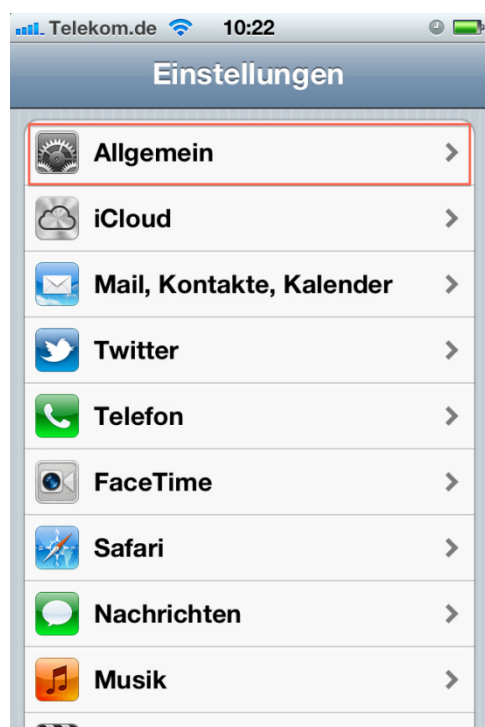 Telekom.de 10:22
Einstellungen
Allgemein
iCloud
Mail, Kontakte, Kalender
Twitter
Telefon
FaceTime
Safari
Nachrichten
Musik